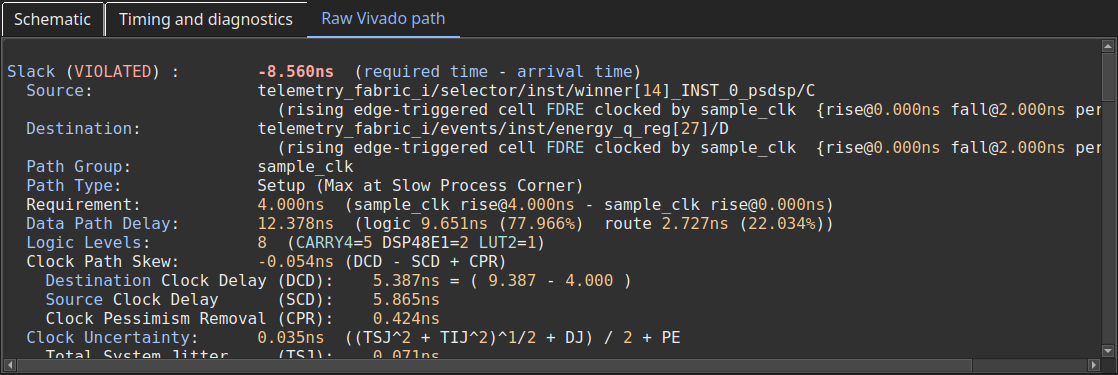 Schematic
Timing and diagnostics
Raw Vivado path
Slack (VIOLATED) :        -8.560ns  (required time - arrival time)
  Source:                 telemetry_fabric_i/selector/inst/winner[14]_INST_0_psdsp/C
                            (rising edge-triggered cell FDRE clocked by sample_clk  {rise@0.000ns fall@2.000ns per
  Destination:            telemetry_fabric_i/events/inst/energy_q_reg[27]/D
                            (rising edge-triggered cell FDRE clocked by sample_clk  {rise@0.000ns fall@2.000ns per
  Path Group:             sample_clk
  Path Type:              Setup (Max at Slow Process Corner)
  Requirement:            4.000ns  (sample_clk rise@4.000ns - sample_clk rise@0.000ns)
  Data Path Delay:        12.378ns  (logic 9.651ns (77.966%)  route 2.727ns (22.034%))
  Logic Levels:           8  (CARRY4=5 DSP48E1=2 LUT2=1)
  Clock Path Skew:        -0.054ns (DCD - SCD + CPR)
    Destination Clock Delay (DCD):    5.387ns = ( 9.387 - 4.000 )
    Source Clock Delay      (SCD):    5.865ns
    Clock Pessimism Removal (CPR):    0.424ns
  Clock Uncertainty:      0.035ns  ((TSJ^2 + TIJ^2)^1/2 + DJ) / 2 + PE
    Total System Jitter     (TSJ):    0.071ns